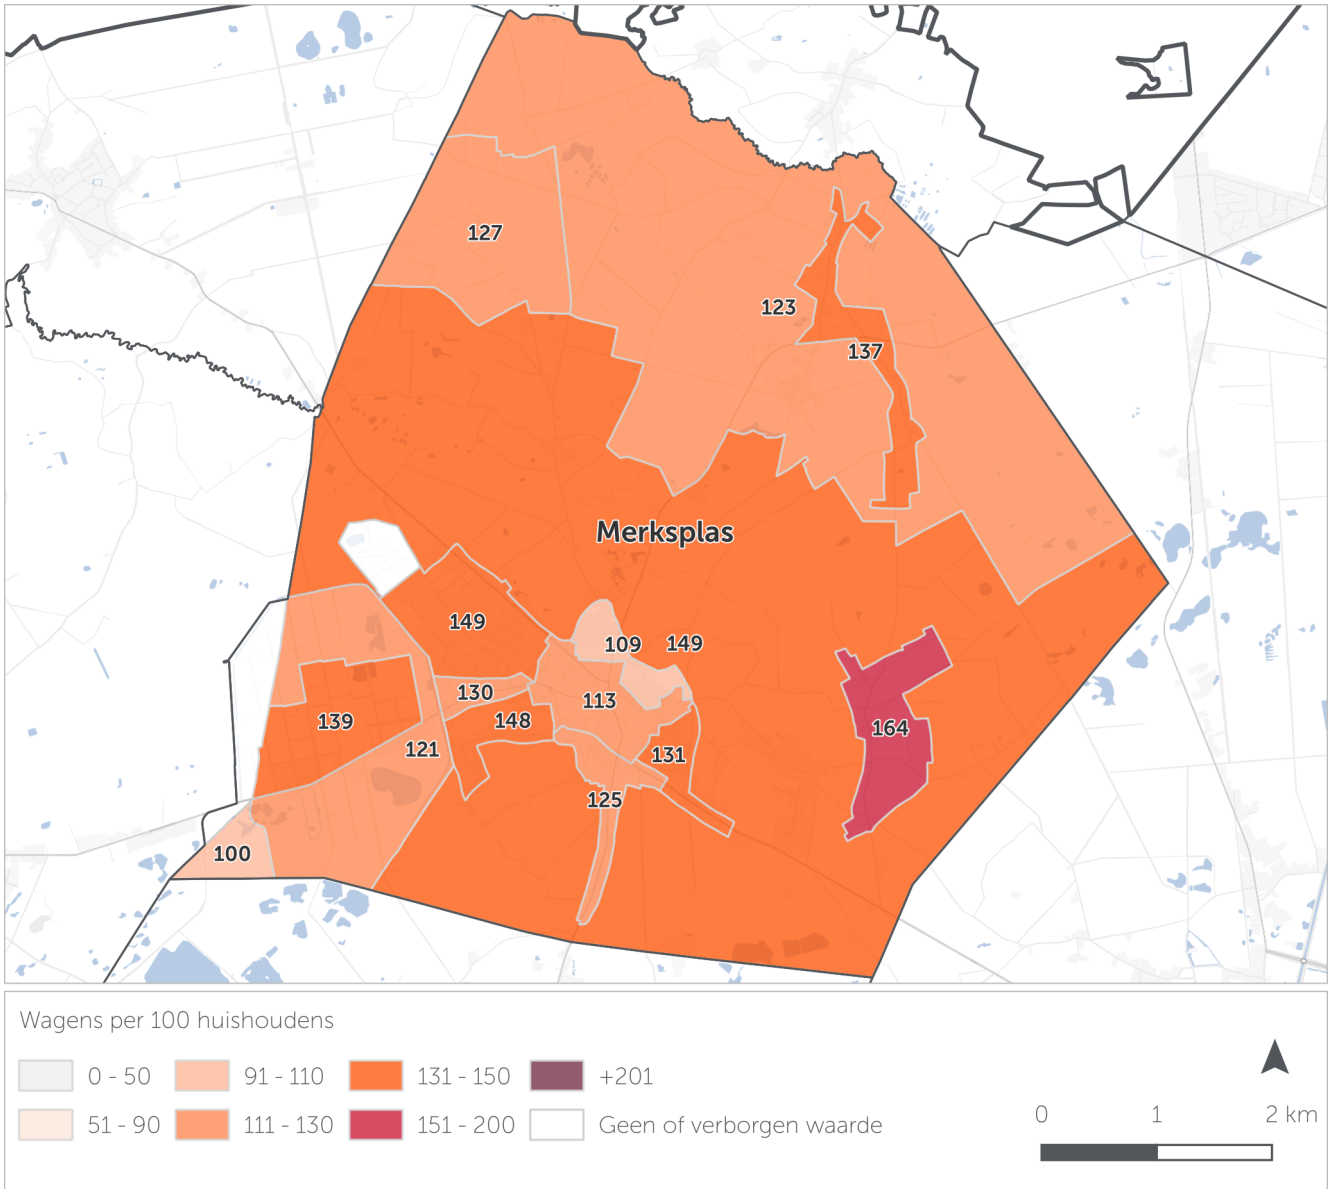 127
123
137
Merksplas
149
109
149
130
113
139
148
164
121
131
125
100
Wagens per 100 huishoudens
0 - 50
91 - 110
131 - 150
+201
51 - 90
111 - 130
151 - 200
Geen of verborgen waarde
0 1 2 km